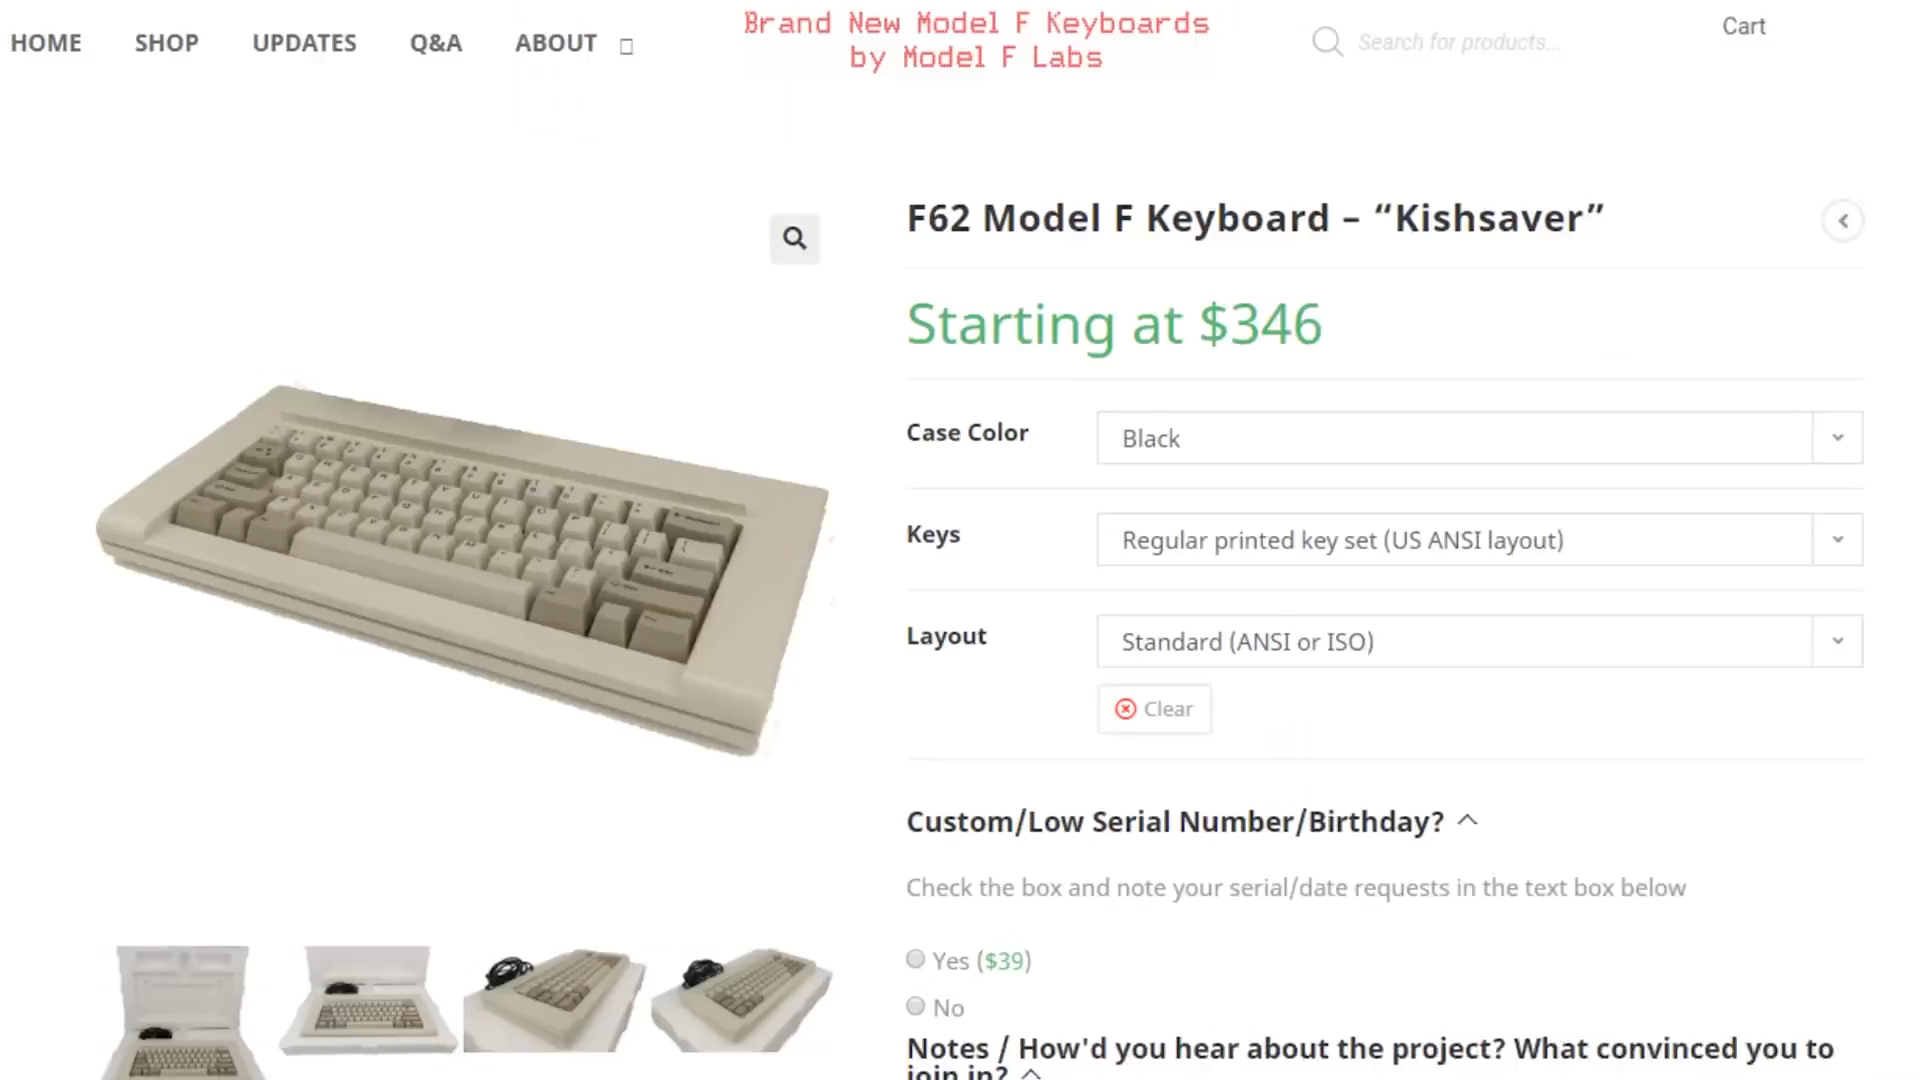 HOME SHOP UPDATES Q&A ABOUT
Brand New Model F Keyboards
by Model F Labs
Search for products...
Cart
F62 Model F Keyboard – “Kishsaver”
Starting at $346
Case Color
Black
Keys
Regular printed key set (US ANSI layout)
Layout
Standard (ANSI or ISO)
Clear
Custom/Low Serial Number/Birthday?
Check the box and note your serial/date requests in the text box below
Yes ($39)
No
Notes / How'd you hear about the project? What convinced you to
join in?